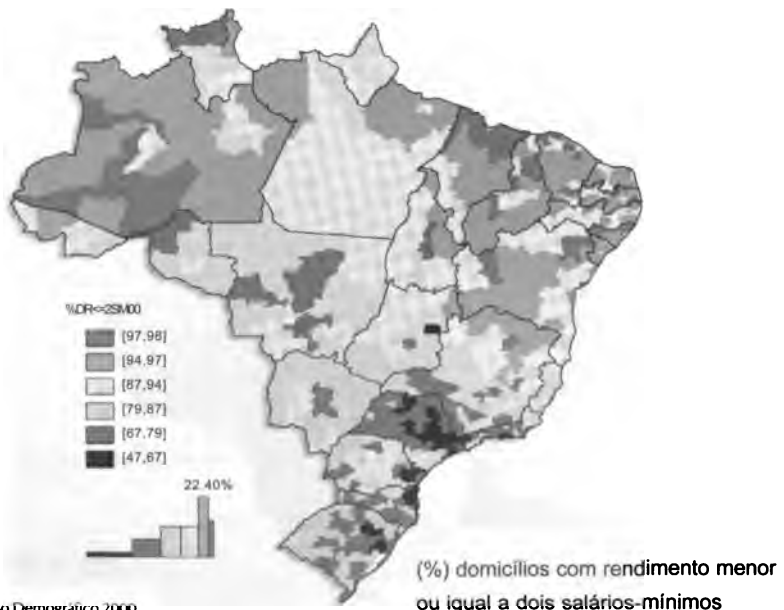 %DR<=2SM00
[97,98]
[94,97]
[87,94]
[79,87]
[67,79]
[47,67]
22.40%
(%) domicílios com rendimento menor
ou igual a dois salários-mínimos
o Demográfico 2000